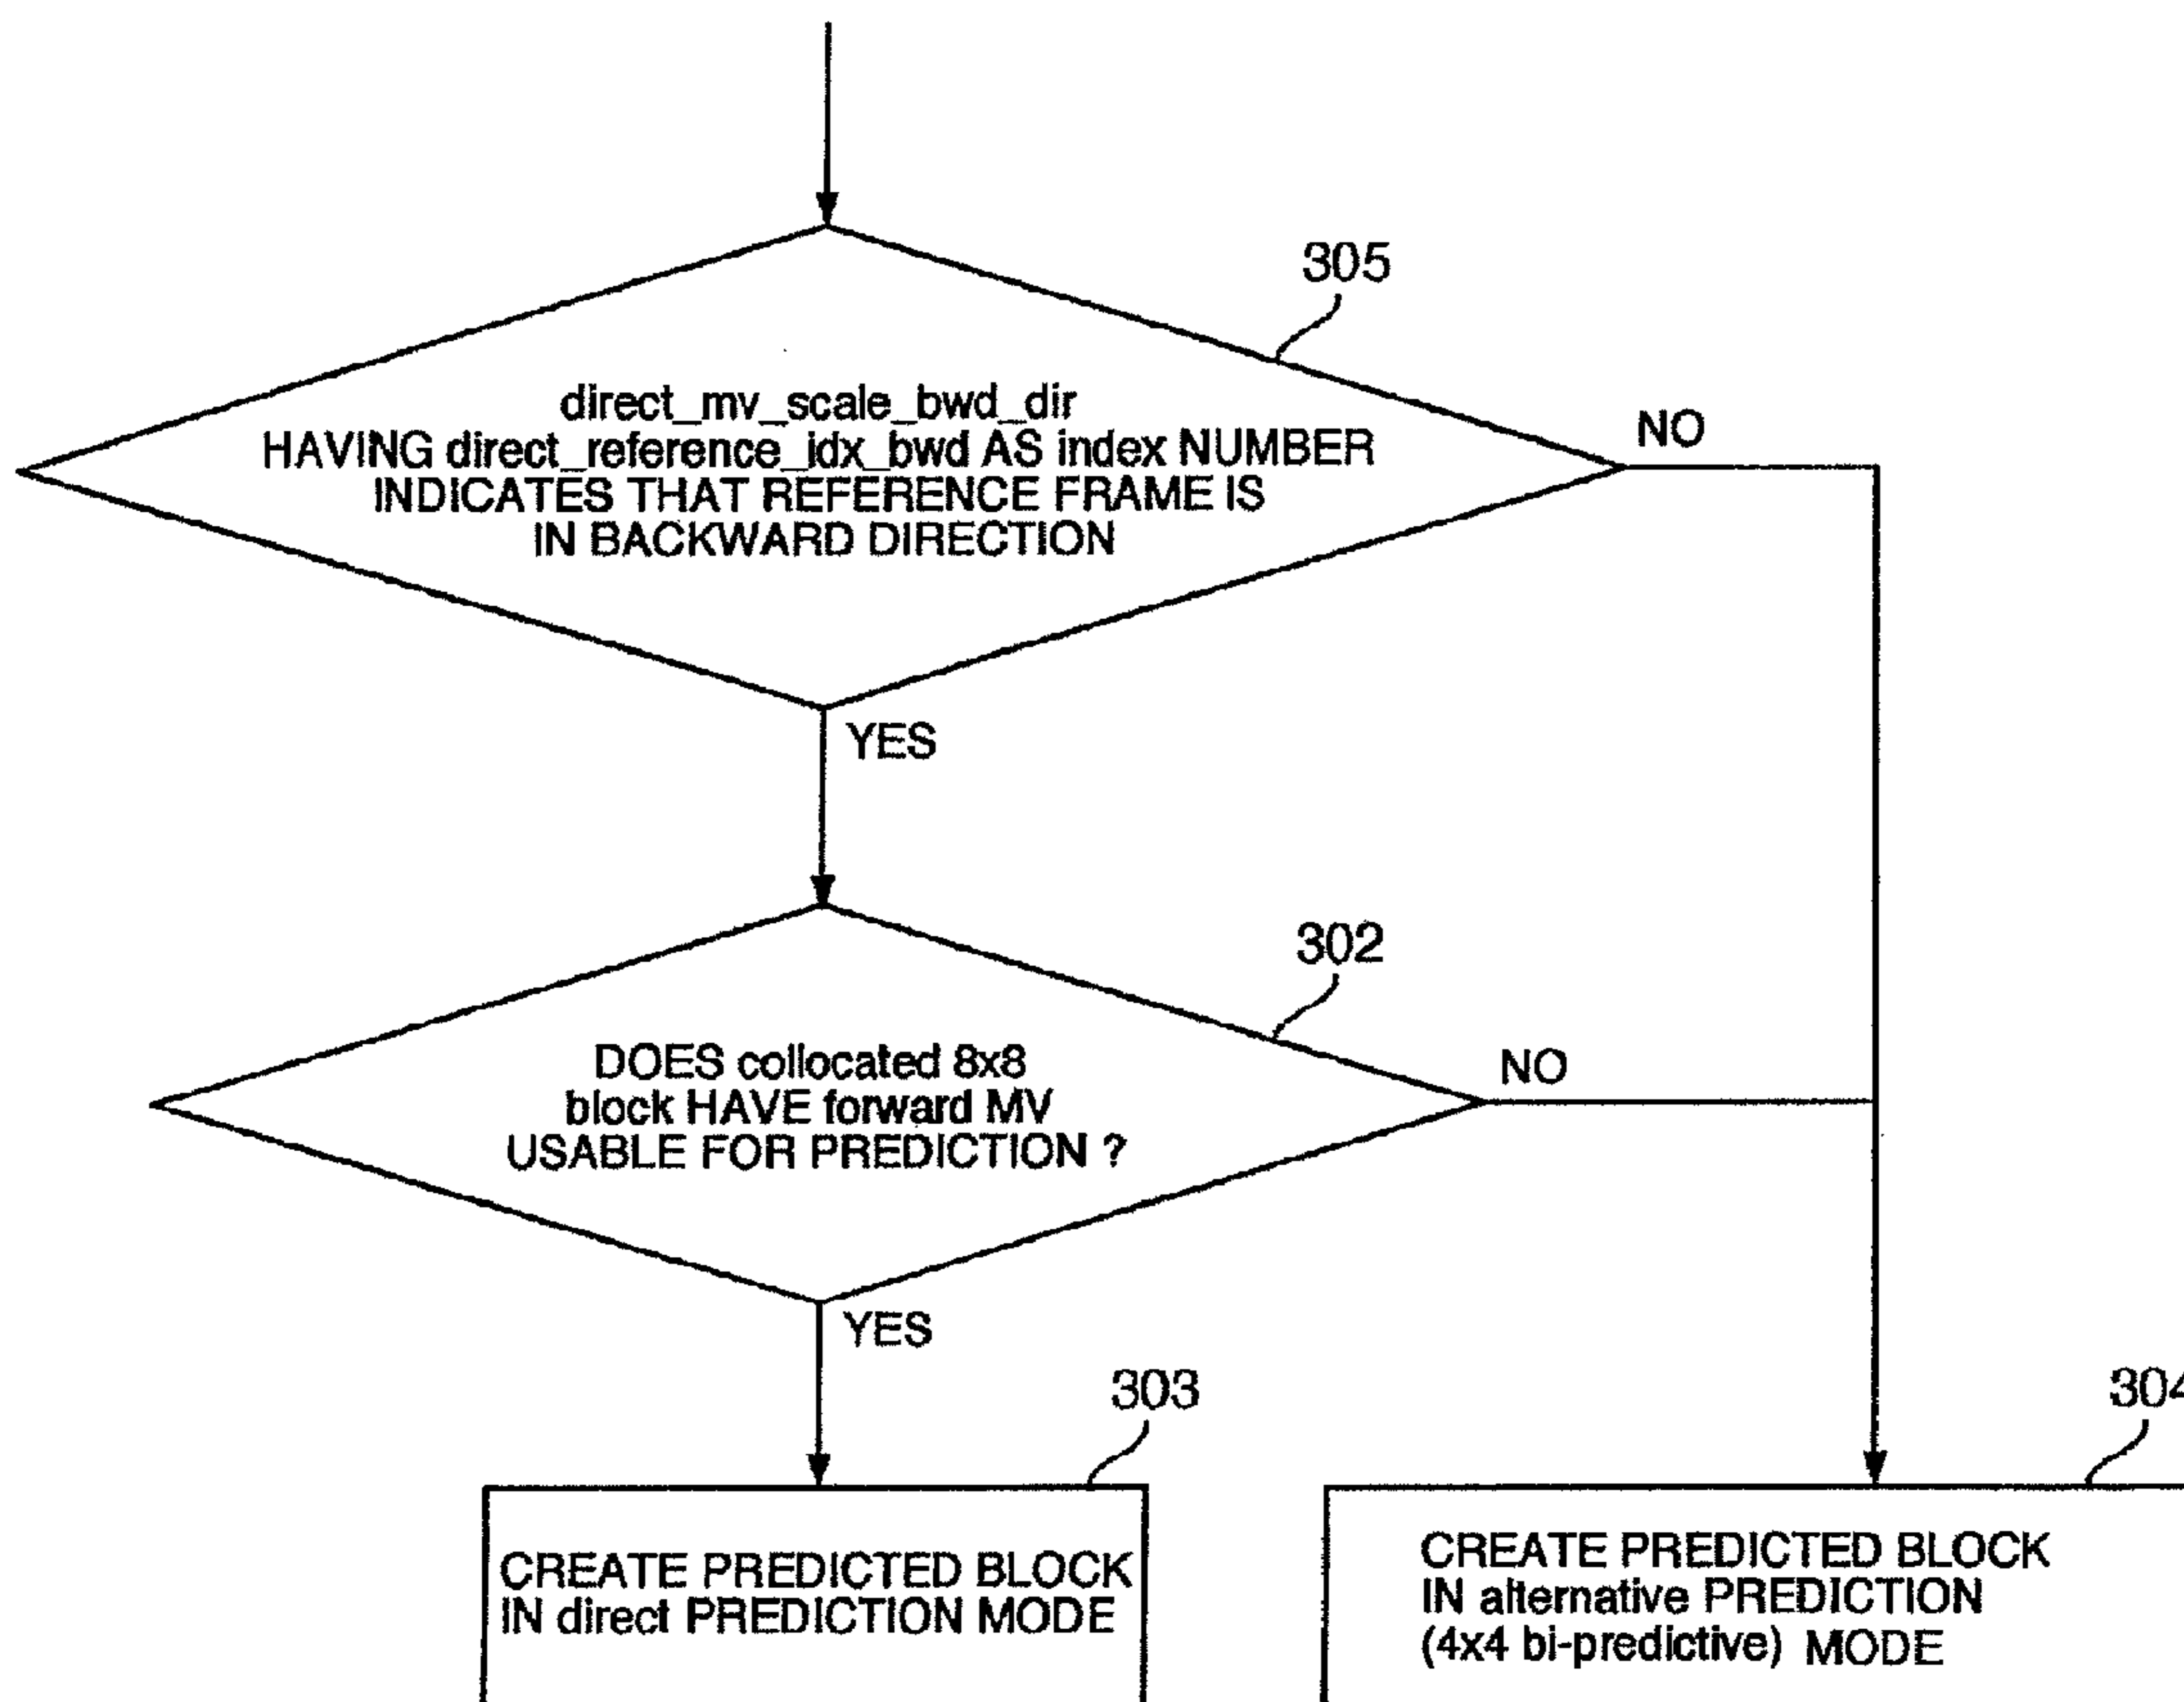 305
direct_mv_scale_bwd_dir
HAVING direct_reference_idx_bwd AS index NUMBER
INDICATES THAT REFERENCE FRAME IS
IN BACKWARD DIRECTION
NO
YES
302
DOES collocated 8x8
block HAVE forward MV
USABLE FOR PREDICTION ?
NO
YES
303
304
CREATE PREDICTED BLOCK
IN direct PREDICTION MODE
CREATE PREDICTED BLOCK
IN alternative PREDICTION
(4x4 bi-predictive) MODE